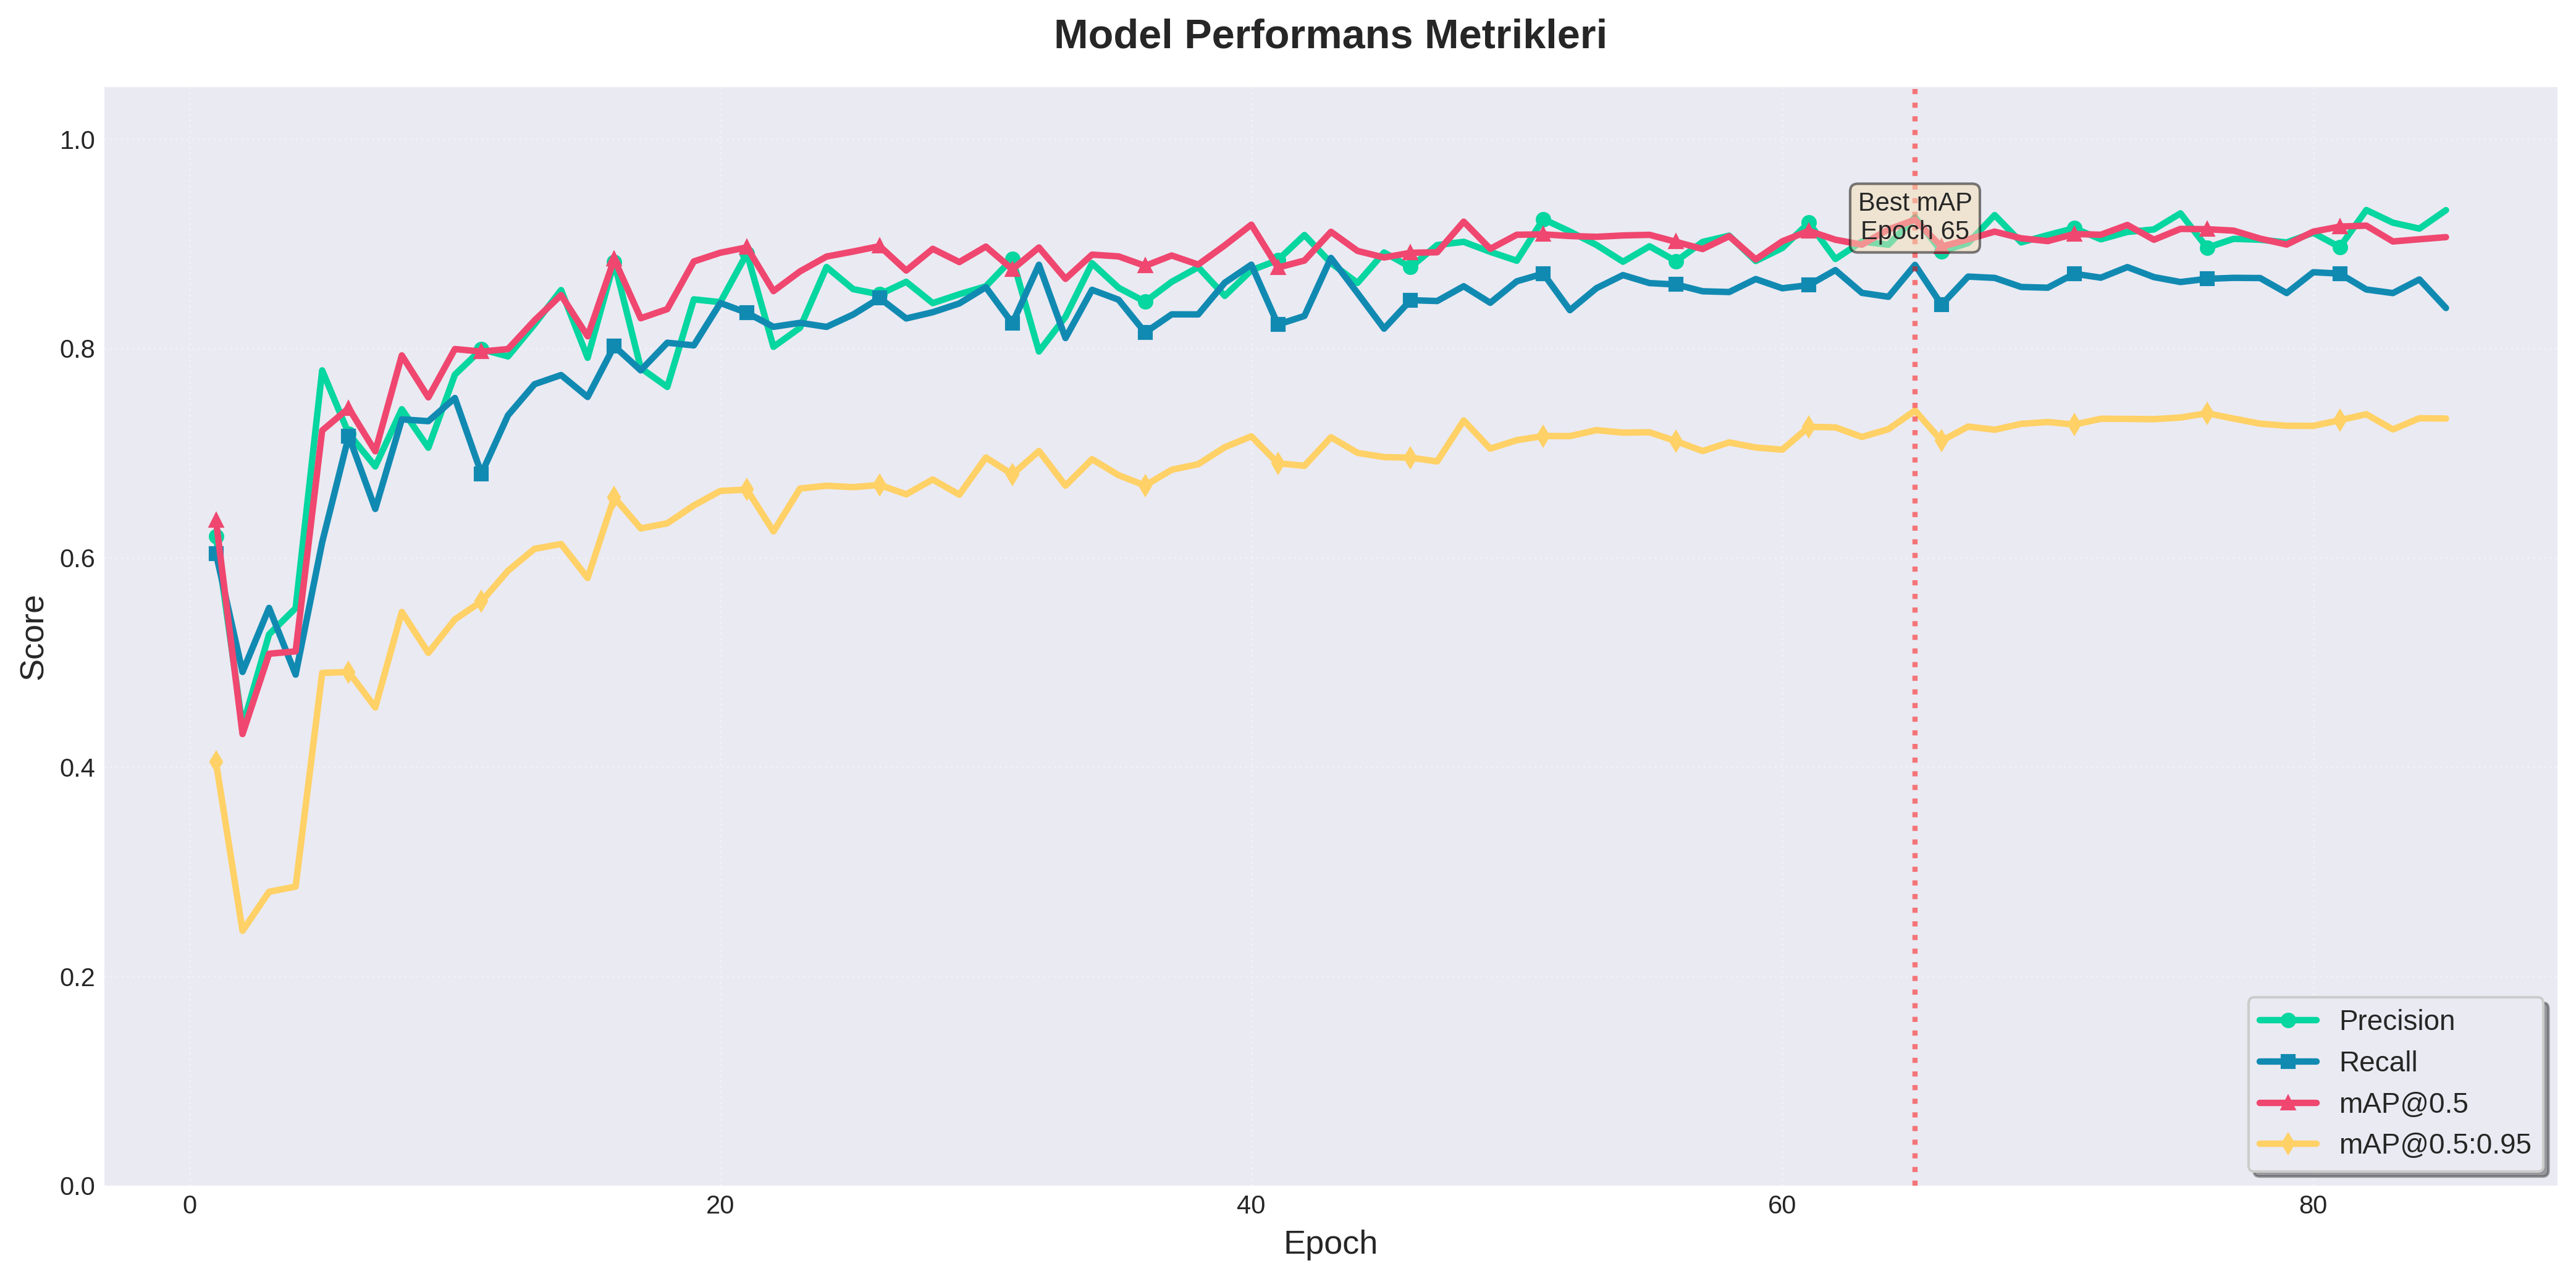 Model Performans Metrikleri
1.0
0.8
0.6
0.4
0.2
0.0
Score
Best mAP
Epoch 65
Precision
Recall
mAP@0.5
mAP@0.5:0.95
0
20
40
60
80
Epoch